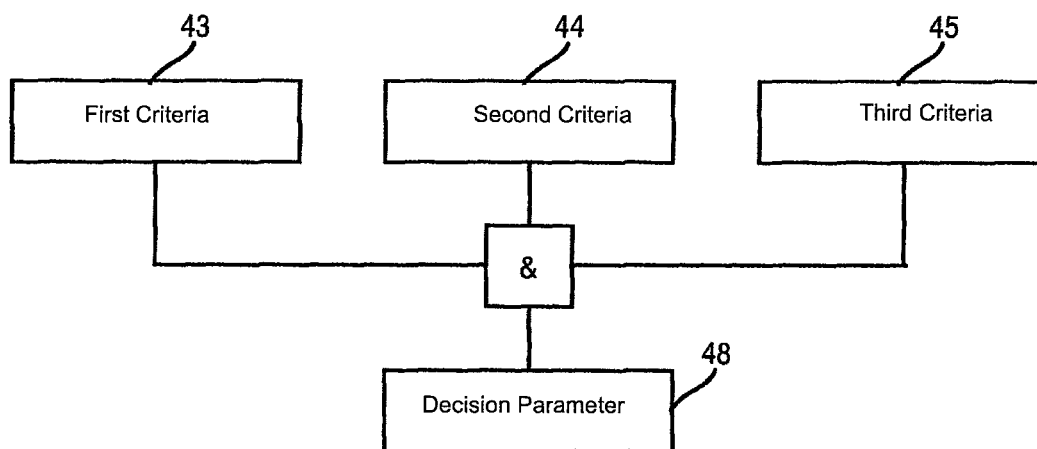 43
44
45
First Criteria
Second Criteria
Third Criteria
&
48
Decision Parameter